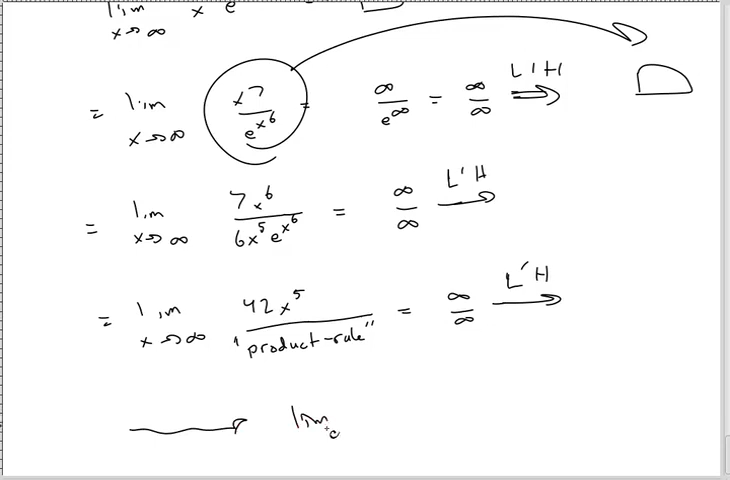 lim x→∞ x e
= lim x→∞ x^7/e^(x^6) = ∞/e^∞ = ∞/∞ L'H ⟹
= lim x→∞ 7x^6/(6x^5 e^(x^6)) = ∞/∞ L'H →
= lim x→∞ 42x^5/"product-rule" = ∞/∞ L'H →
→ lim